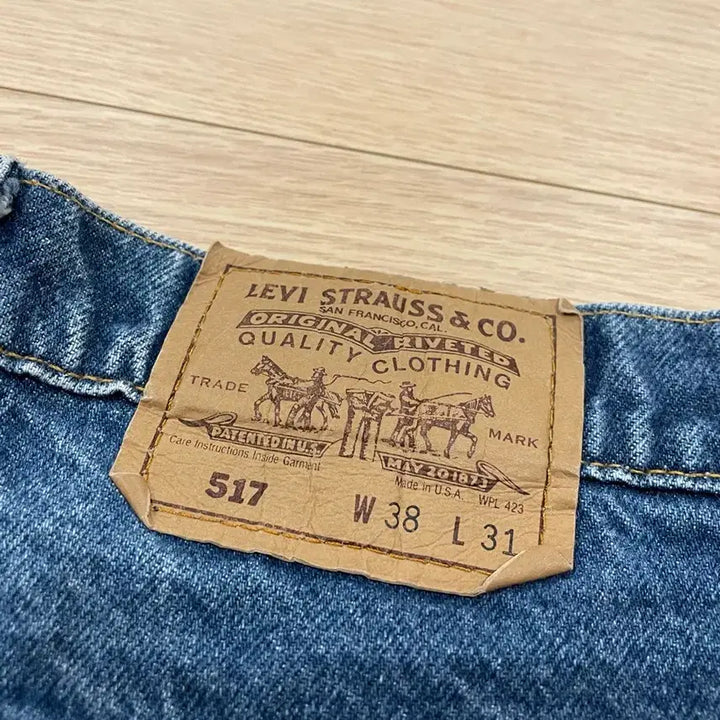 LEVI STRAUSS & CO.
SAN FRANCISCO, CAL.
ORIGINAL RIVETED
QUALITY CLOTHING
TRADE MARK
PATENTED IN U.S. MAY 20 1873
Care Instructions Inside Garment Made in U.S.A. WPL 423
517 W 38 L 31